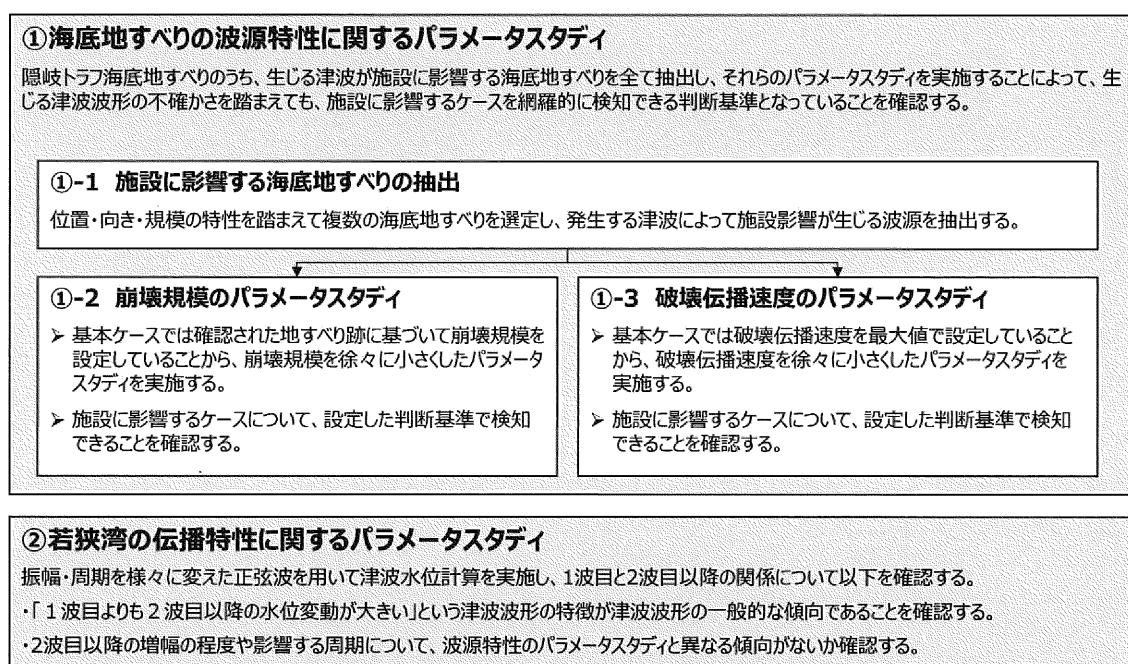 ①海底地すべりの波源特性に関するパラメータスタディ
隠岐トラフ海底地すべりのうち、生じる津波が施設に影響する海底地すべりを全て抽出し、それらのパラメータスタディを実施することによって、生
じる津波波形の不確かさを踏まえても、施設に影響するケースを網羅的に検知できる判断基準となっていることを確認する。
①-1 施設に影響する海底地すべりの抽出
位置・向き・規模の特性を踏まえて複数の海底地すべりを選定し、発生する津波によって施設影響が生じる波源を抽出する。
①-2 崩壊規模のパラメータスタディ
➢ 基本ケースでは確認された地すべり跡に基づいて崩壊規模を
設定していることから、崩壊規模を徐々に小さくしたパラメータ
スタディを実施する。
➢ 施設に影響するケースについて、設定した判断基準で検知
できることを確認する。
①-3 破壊伝播速度のパラメータスタディ
➢ 基本ケースでは破壊伝播速度を最大値で設定していること
から、破壊伝播速度を徐々に小さくしたパラメータスタディを
実施する。
➢ 施設に影響するケースについて、設定した判断基準で検知
できることを確認する。
②若狭湾の伝播特性に関するパラメータスタディ
振幅・周期を様々に変えた正弦波を用いて津波水位計算を実施し、1波目と2波目以降の関係について以下を確認する。
・「1波目よりも2波目以降の水位変動が大きい」という津波波形の特徴が津波波形の一般的な傾向であることを確認する。
・2波目以降の増幅の程度や影響する周期について、波源特性のパラメータスタディと異なる傾向がないか確認する。